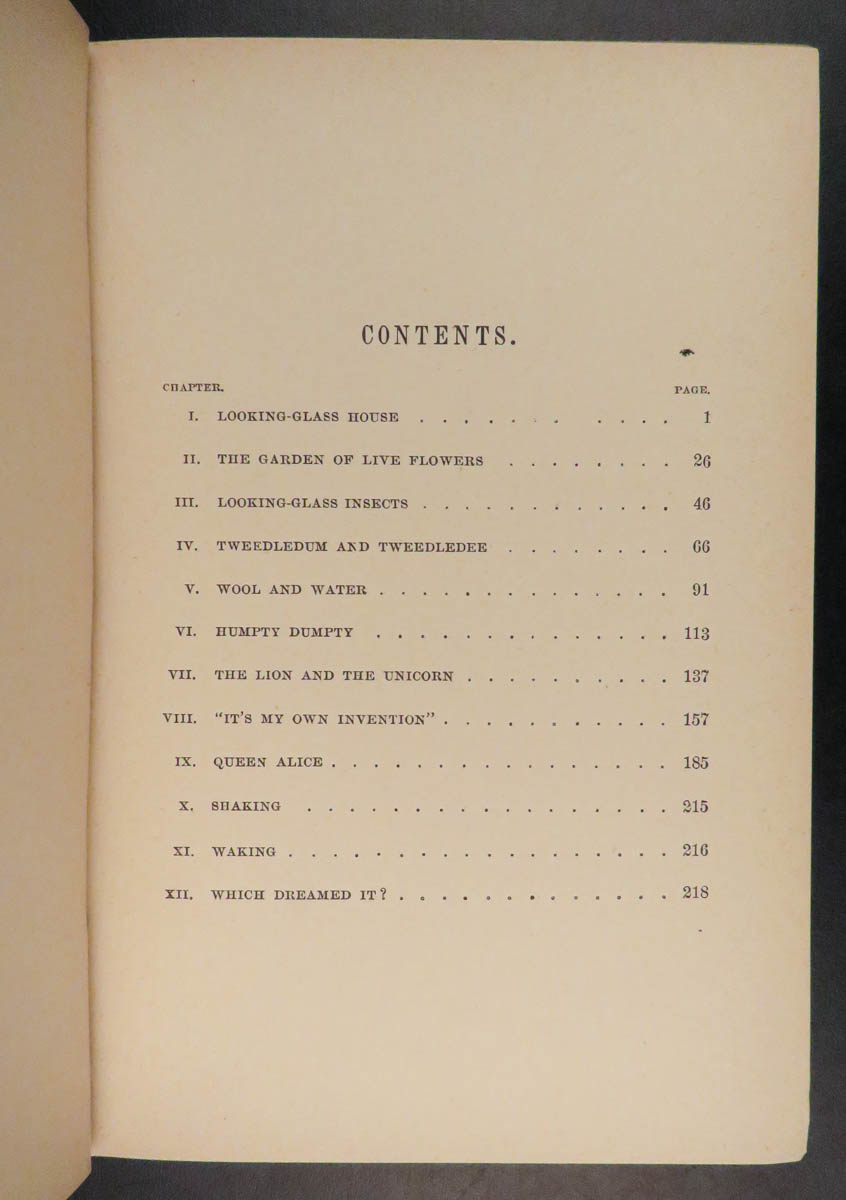 CONTENTS.
CHAPTER. PAGE.
I. LOOKING-GLASS HOUSE . . . . . . . . . . . 1
II. THE GARDEN OF LIVE FLOWERS . . . . . . . . 26
III. LOOKING-GLASS INSECTS . . . . . . . . . . . . 46
IV. TWEEDLEDUM AND TWEEDLEDEE . . . . . . . . 66
V. WOOL AND WATER . . . . . . . . . . . . . . 91
VI. HUMPTY DUMPTY . . . . . . . . . . . . . . 113
VII. THE LION AND THE UNICORN . . . . . . . . . . 137
VIII. "IT'S MY OWN INVENTION" . . . . . . . . . . . 157
IX. QUEEN ALICE . . . . . . . . . . . . . . . . 185
X. SHAKING . . . . . . . . . . . . . . . . . 215
XI. WAKING . . . . . . . . . . . . . . . . . . 216
XII. WHICH DREAMED IT? . . . . . . . . . . . . . 218